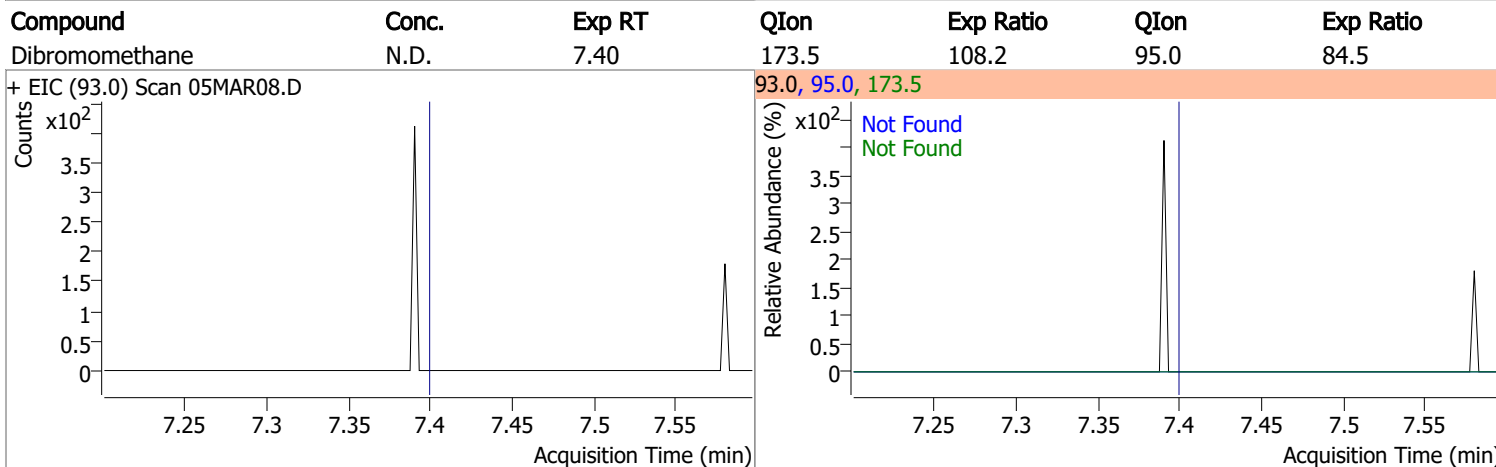 Compound Conc. Exp RT QIon Exp Ratio QIon Exp Ratio
Dibromomethane N.D. 7.40 173.5 108.2 95.0 84.5
+ EIC (93.0) Scan 05MAR08.D
Counts
x10²
3.5
3
2.5
2
1.5
1
0.5
0
7.25 7.3 7.35 7.4 7.45 7.5 7.55
Acquisition Time (min)
93.0, 95.0, 173.5
Relative Abundance (%)
x10²
Not Found
Not Found
3.5
3
2.5
2
1.5
1
0.5
0
7.25 7.3 7.35 7.4 7.45 7.5 7.55
Acquisition Time (min)